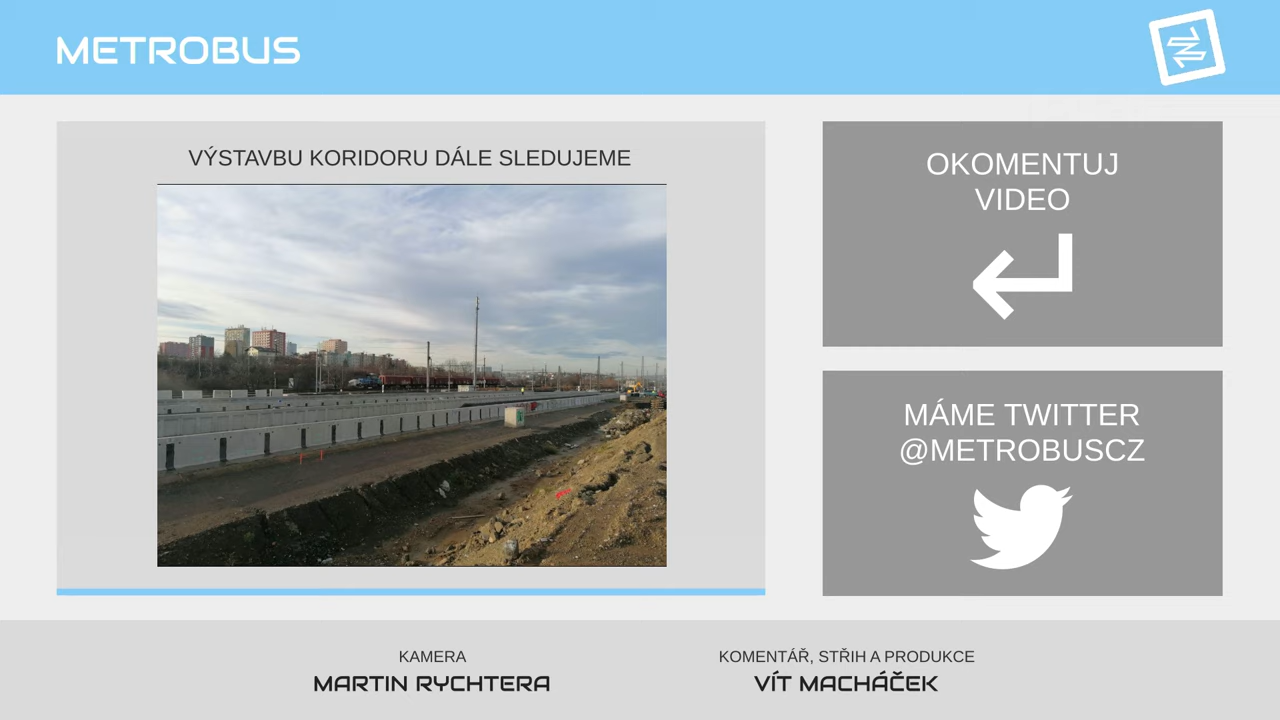 METROBUS
VÝSTAVBU KORIDORU DÁLE SLEDUJEME
OKOMENTUJ
VIDEO
MÁME TWITTER
@METROBUSCZ
KAMERA
MARTIN RYCHTERA
KOMENTÁŘ, STŘIH A PRODUKCE
VÍT MACHÁČEK